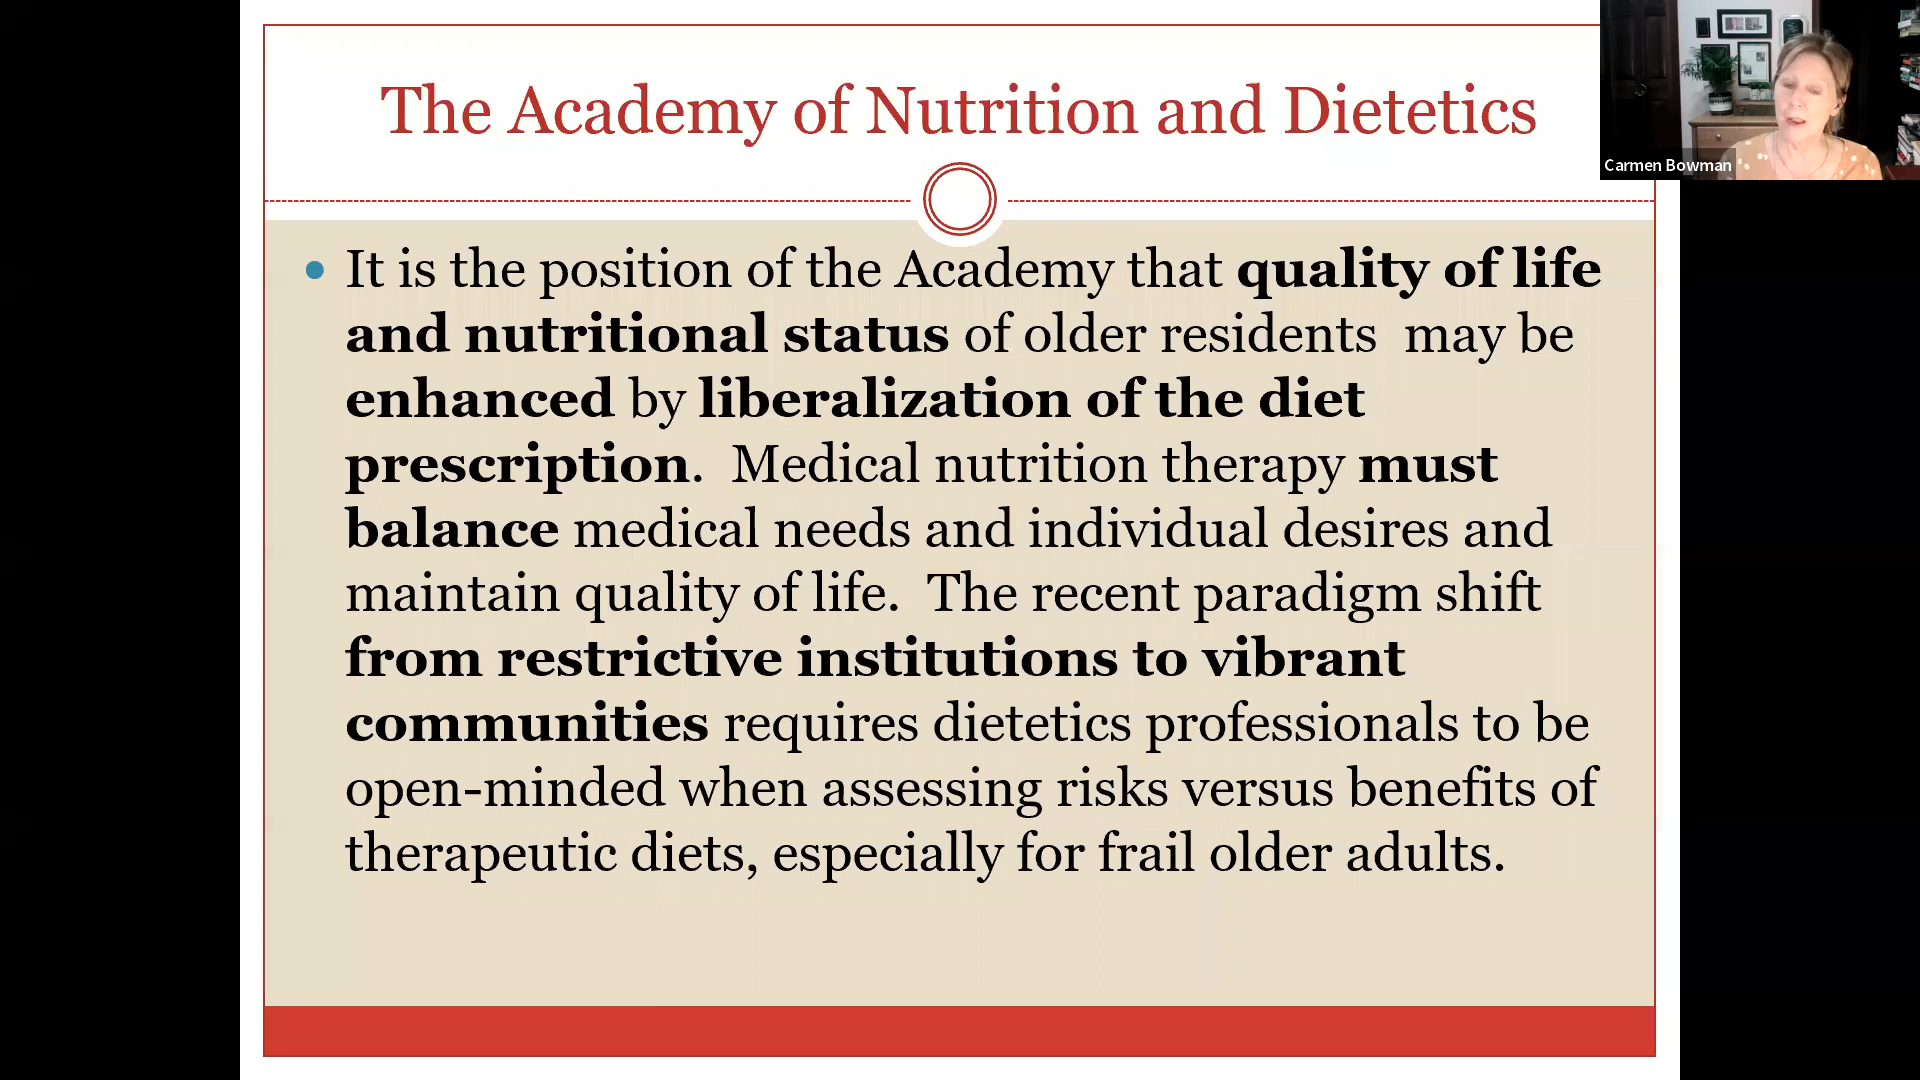 The Academy of Nutrition and Dietetics
Carmen Bowman
• It is the position of the Academy that quality of life
and nutritional status of older residents may be
enhanced by liberalization of the diet
prescription. Medical nutrition therapy must
balance medical needs and individual desires and
maintain quality of life. The recent paradigm shift
from restrictive institutions to vibrant
communities requires dietetics professionals to be
open-minded when assessing risks versus benefits of
therapeutic diets, especially for frail older adults.